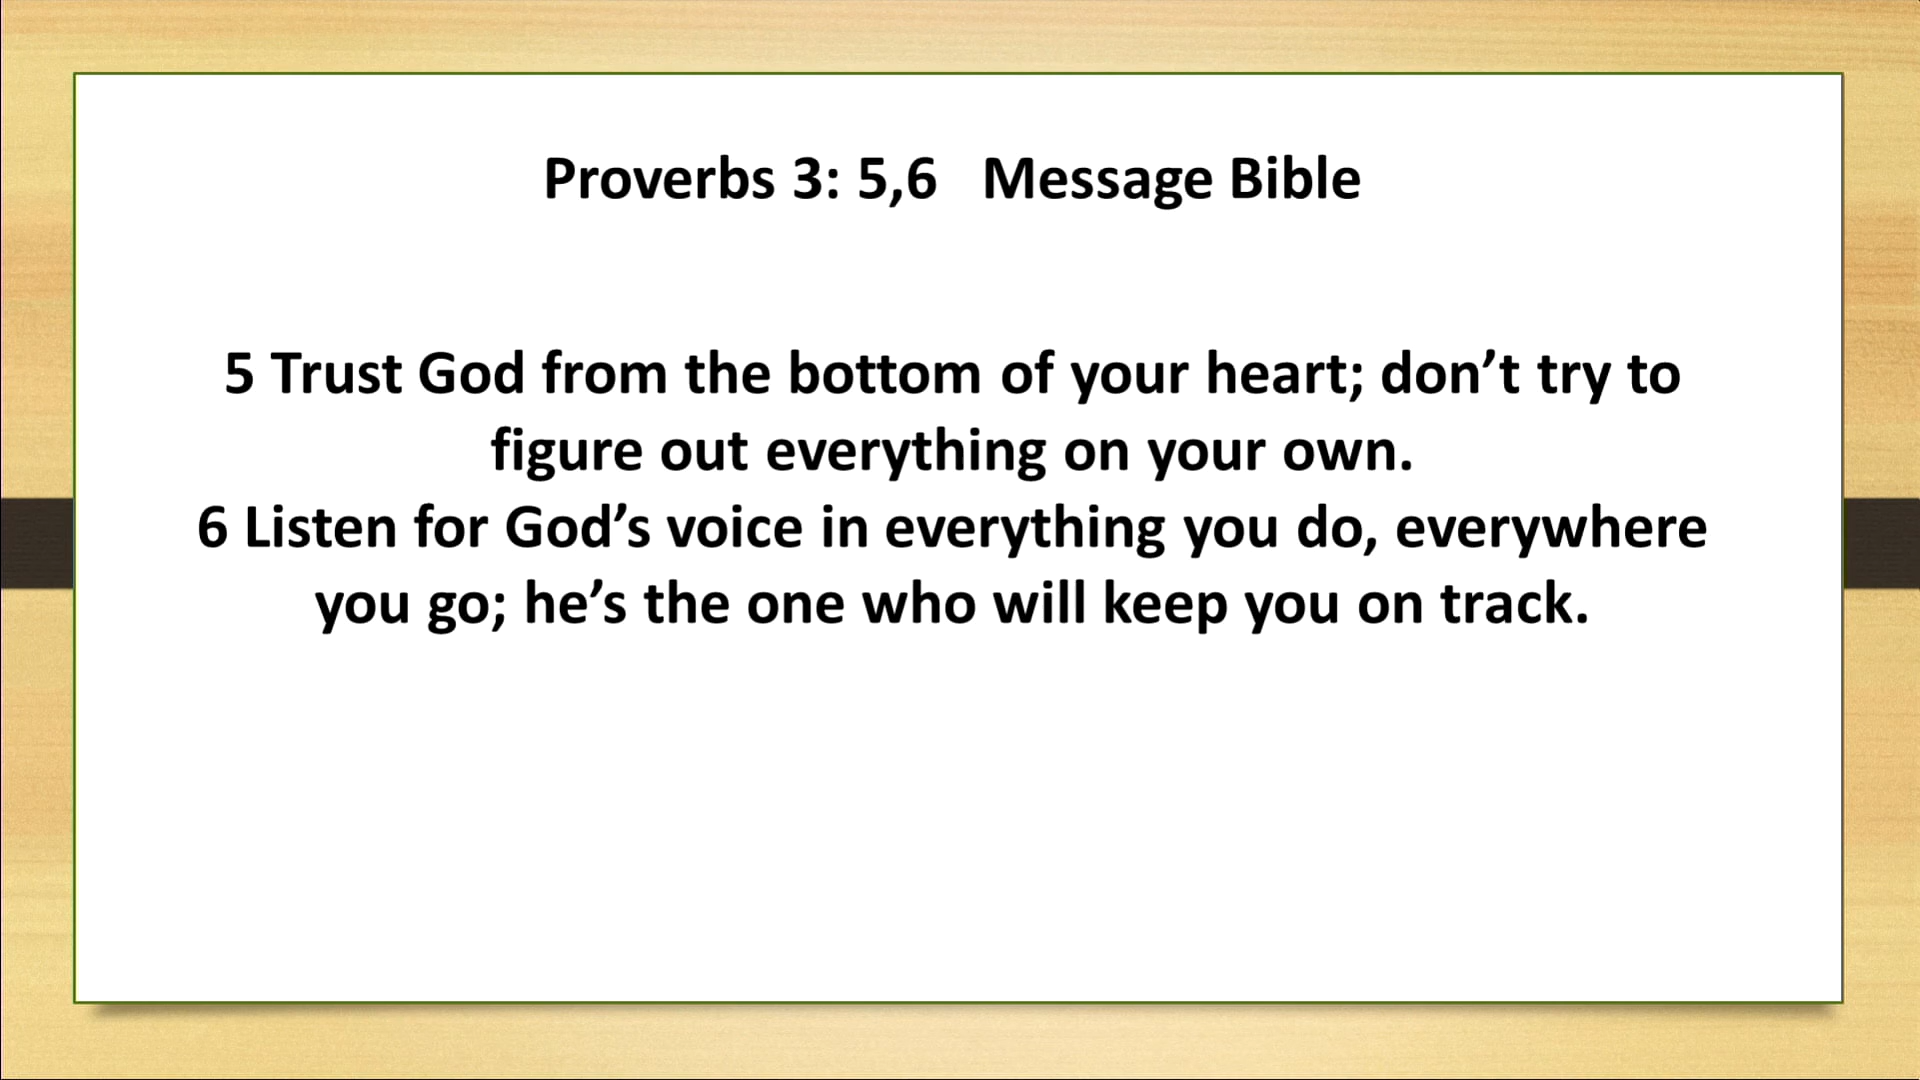 Proverbs 3: 5,6   Message Bible
5 Trust God from the bottom of your heart; don’t try to
figure out everything on your own.
6 Listen for God’s voice in everything you do, everywhere
you go; he’s the one who will keep you on track.